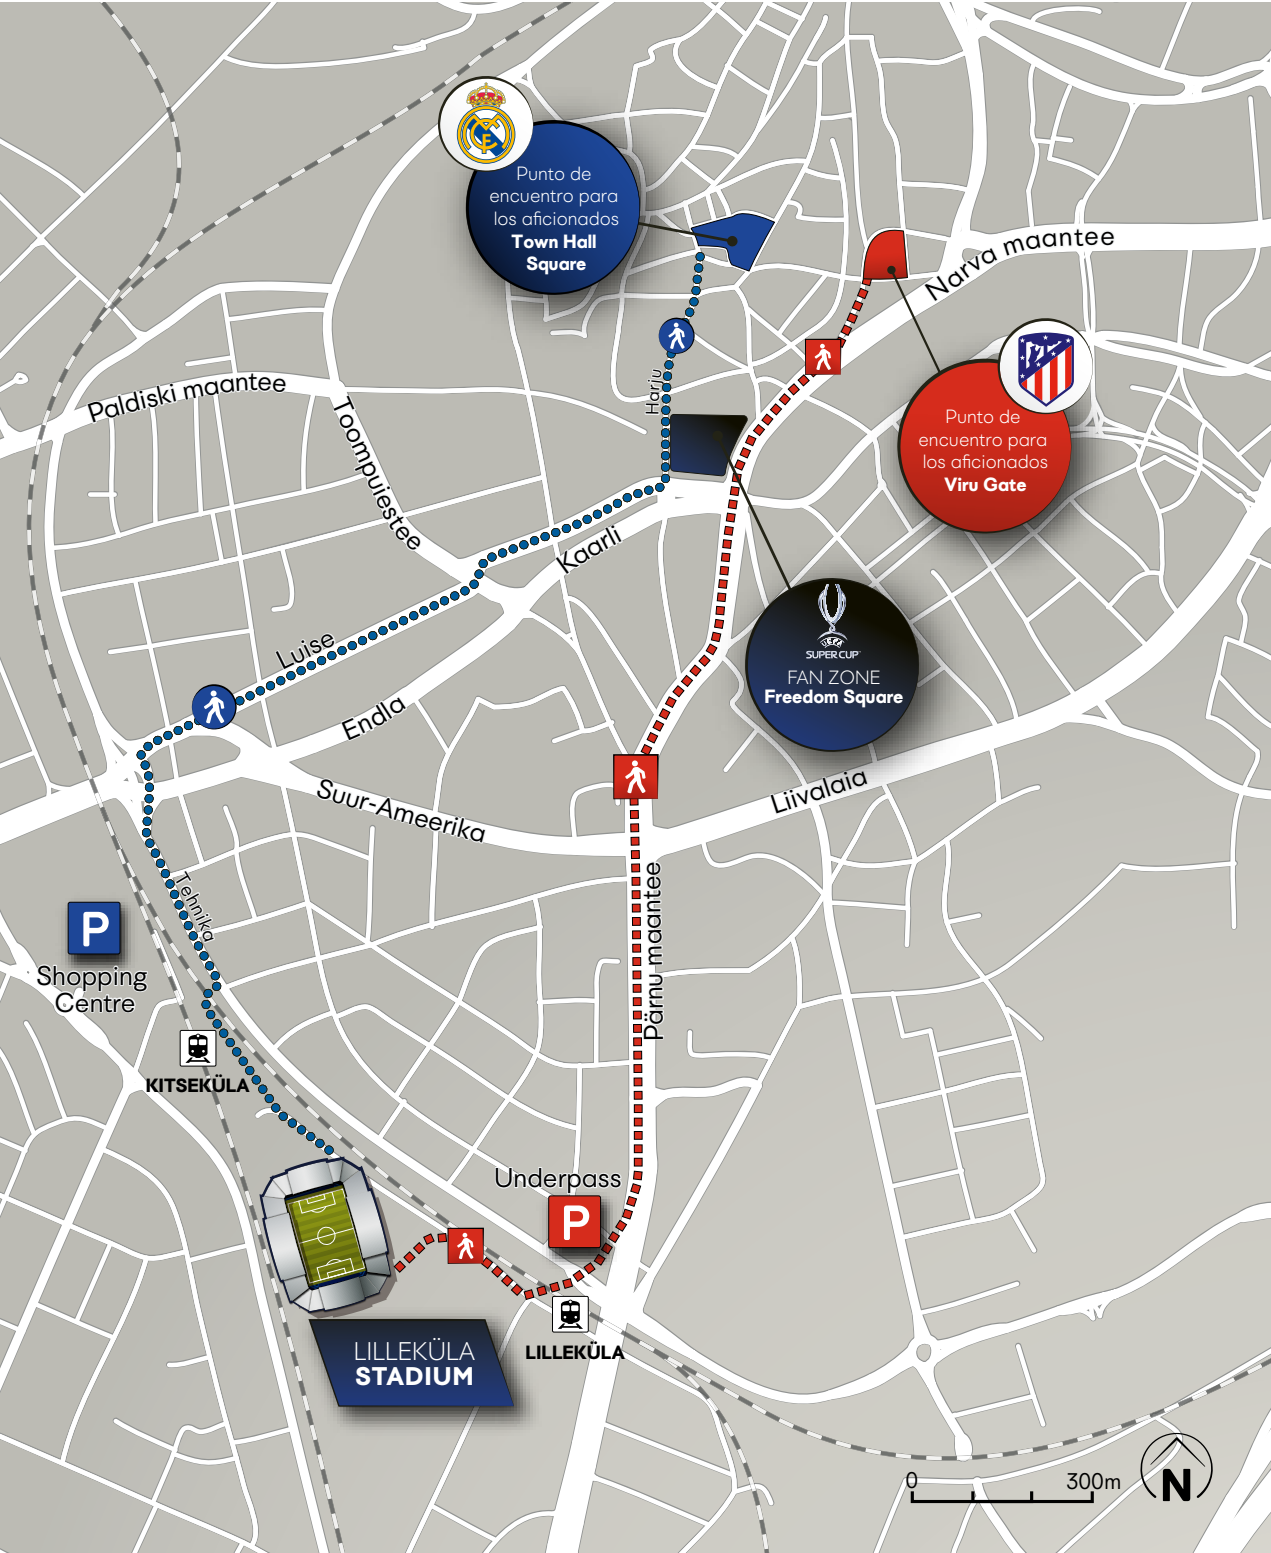 Punto de
encuentro para
los aficionados
Town Hall
Square
Narva maantee
Punto de
encuentro para
los aficionados
Viru Gate
Harju
Paldiski maantee
Toompuiestee
Kaarli
SUPER CUP
FAN ZONE
Freedom Square
Luise
Endla
Liivalaia
Suur-Ameerika
Tehnika
Pärnu maantee
P
Shopping
Centre
KITSEKÜLA
Underpass
P
LILLEKÜLA
STADIUM
LILLEKÜLA
0 300m
N